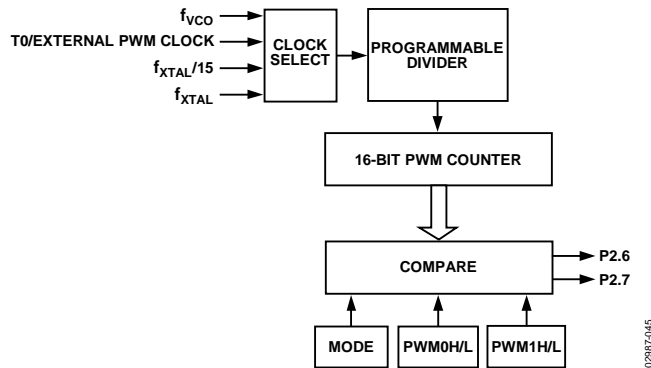 fVCO
T0/EXTERNAL PWM CLOCK
fXTAL/15
fXTAL
CLOCK
SELECT
PROGRAMMABLE
DIVIDER
16-BIT PWM COUNTER
COMPARE
P2.6
P2.7
MODE
PWM0H/L
PWM1H/L
02987-045